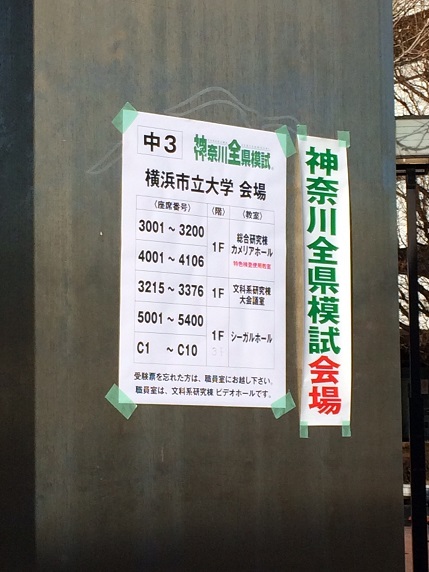 中3 神奈川全県模試
横浜市立大学 会場
(座席番号) (階) (教室)
3001～3200
4001～4106
1F
総合研究棟
カメリアホール
3215～3376
1F
文科系研究棟
大会議室
5001～5400
C1 ～C10
1F
シーガルホール
受験票を忘れた方は、職員室にお越し下さい。
職員室は、文科系研究棟 ビデオホールです。
神奈川全県模試会場